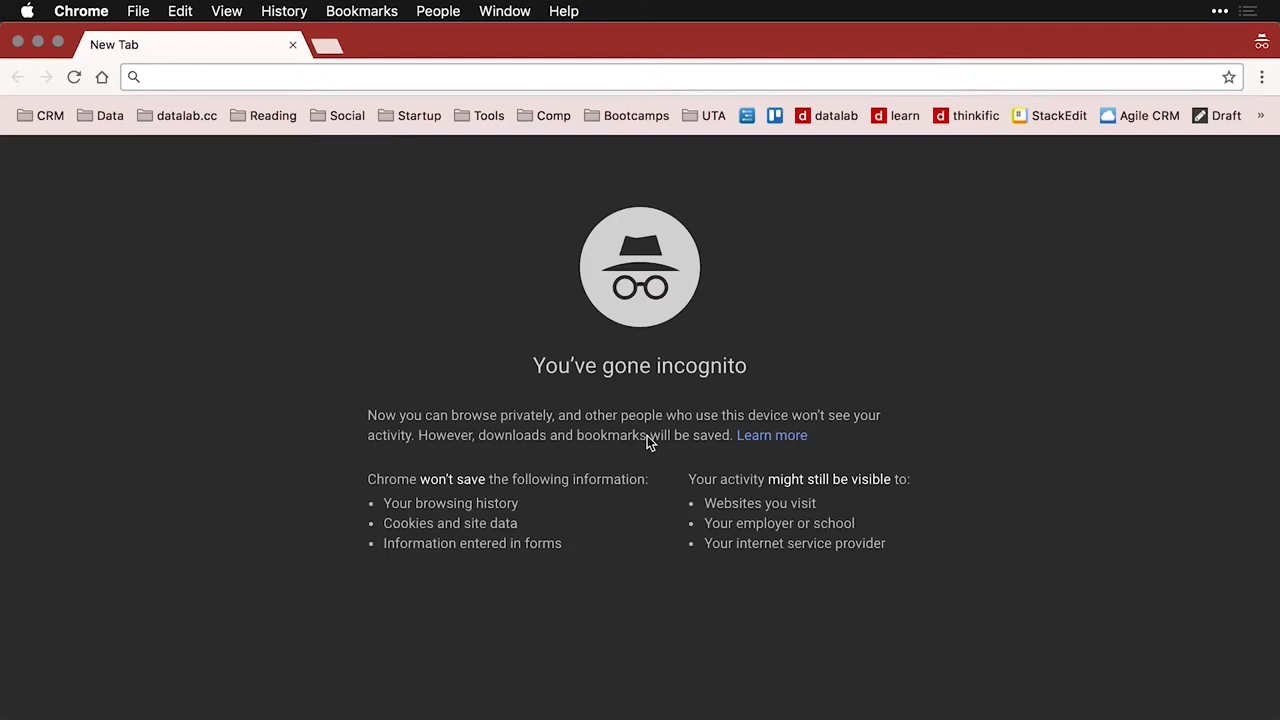 Chrome File Edit View History Bookmarks People Window Help
New Tab
CRM Data datalab.cc Reading Social Startup Tools Comp Bootcamps UTA datalab learn thinkific StackEdit Agile CRM Draft »
You've gone incognito
Now you can browse privately, and other people who use this device won't see your
activity. However, downloads and bookmarks will be saved. Learn more
Chrome won't save the following information:
Your browsing history
Cookies and site data
Information entered in forms
Your activity might still be visible to:
Websites you visit
Your employer or school
Your internet service provider